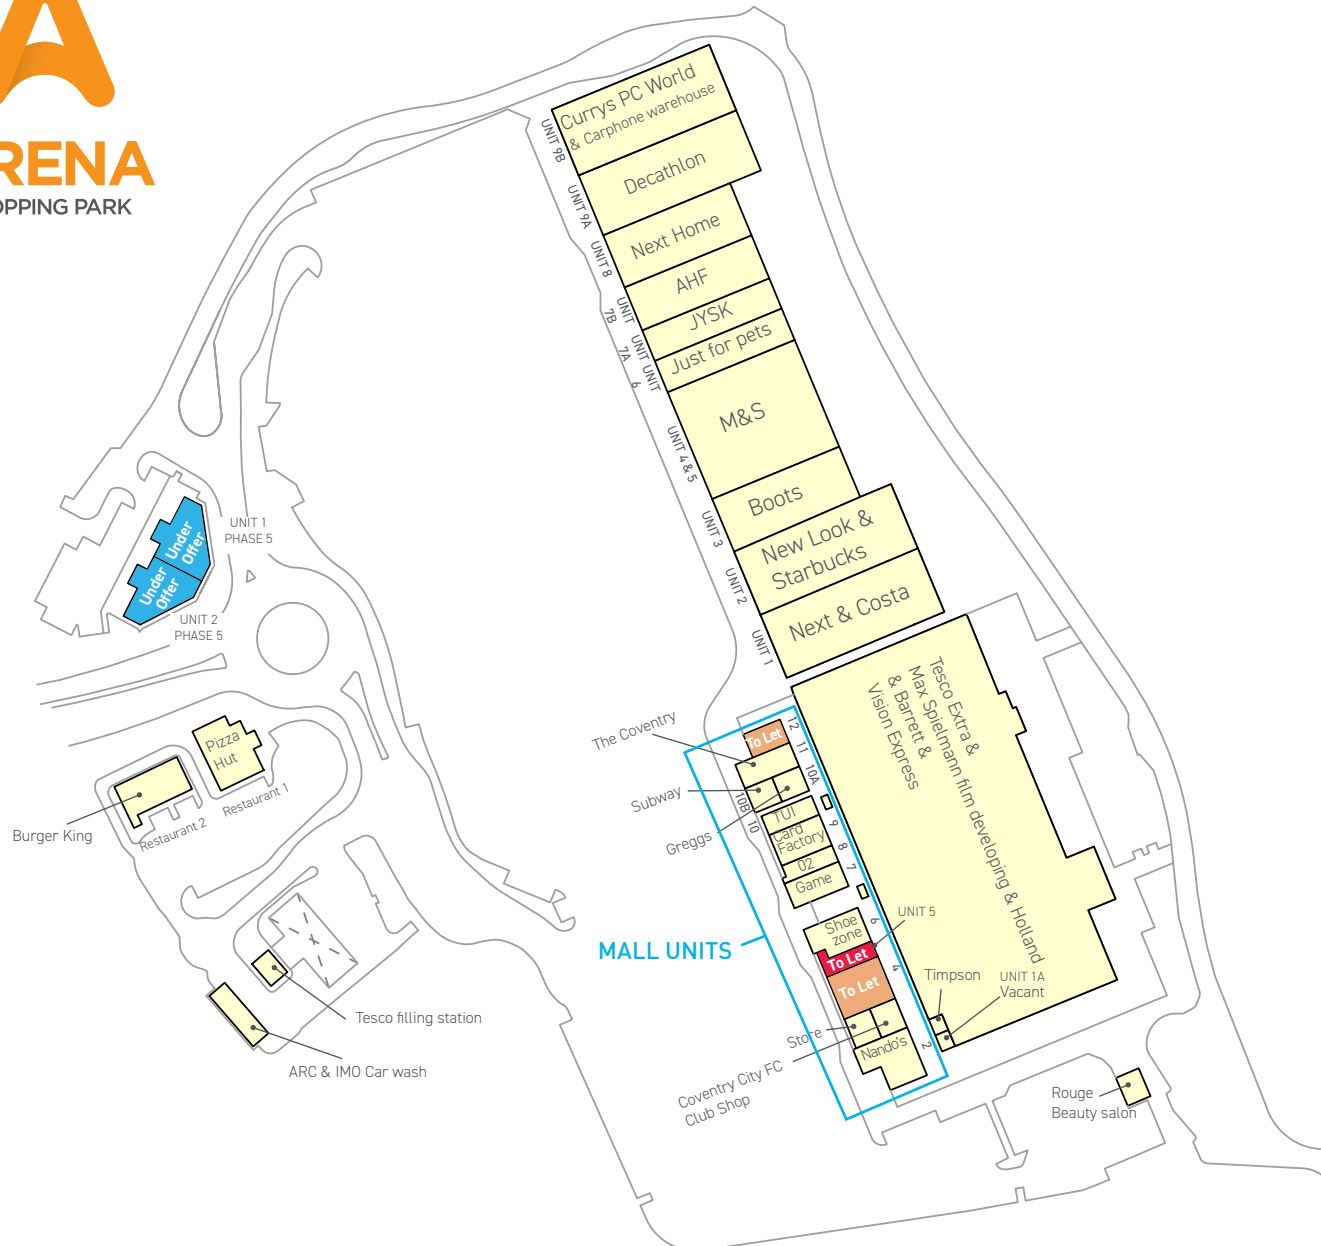 RENA
OPPING PARK
Currys PC World
& Carphone warehouse
UNIT 9B
Decathlon
UNIT 9A
Next Home
UNIT 8
AHF
UNIT
7B
JYSK
UNIT
7A
Just for pets
UNIT
6
M&S
UNIT 4 & 5
Boots
UNIT 3
New Look &
Starbucks
UNIT 2
Next & Costa
UNIT 1
Under
Offer
UNIT 1
PHASE 5
Under
Offer
UNIT 2
PHASE 5
Tesco Extra &
Max Spielmann film developing & Holland
& Barrett &
Vision Express
Pizza
Hut
Restaurant 1
Burger King
Restaurant 2
The Coventry
To Let
12
11
10A
Subway
10B
10
Greggs
TUI
9
Card
Factory
8
O2
7
Game
MALL UNITS
Shoe
zone
6
UNIT 5
To Let
To Let
4
Timpson
UNIT 1A
Vacant
Store
Nando's
2
Coventry City FC
Club Shop
Tesco filling station
ARC & IMO Car wash
Rouge
Beauty salon